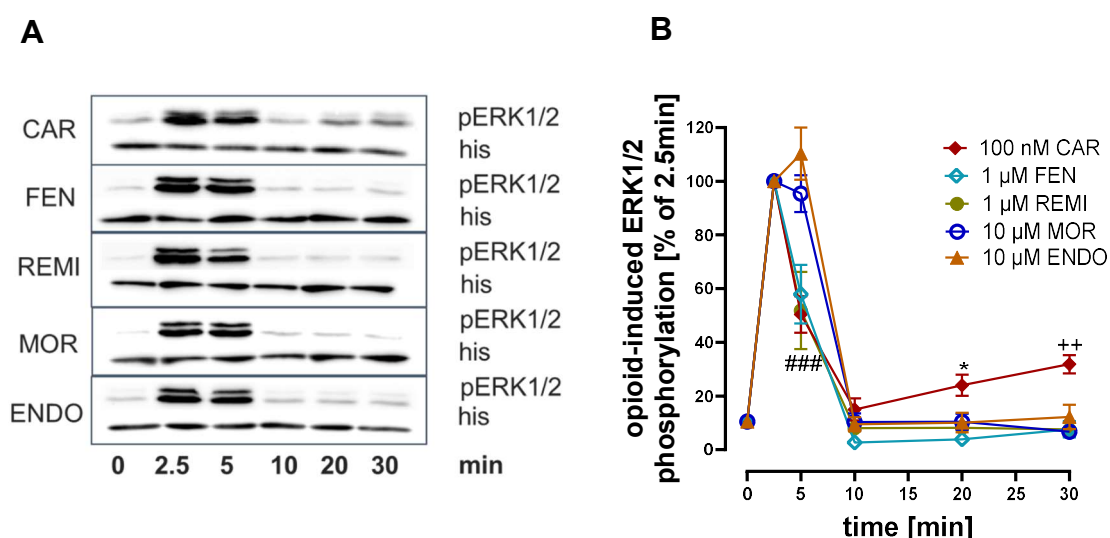 A
CAR
pERK1/2
his
FEN
pERK1/2
his
REMI
pERK1/2
his
MOR
pERK1/2
his
ENDO
pERK1/2
his
0 2.5 5 10 20 30 min
B
opioid-induced ERK1/2
phosphorylation [% of 2.5min]
120
100
80
60
40
20
0
100 nM CAR
1 µM FEN
1 µM REMI
10 µM MOR
10 µM ENDO
###
*
++
0 5 10 15 20 25 30
time [min]